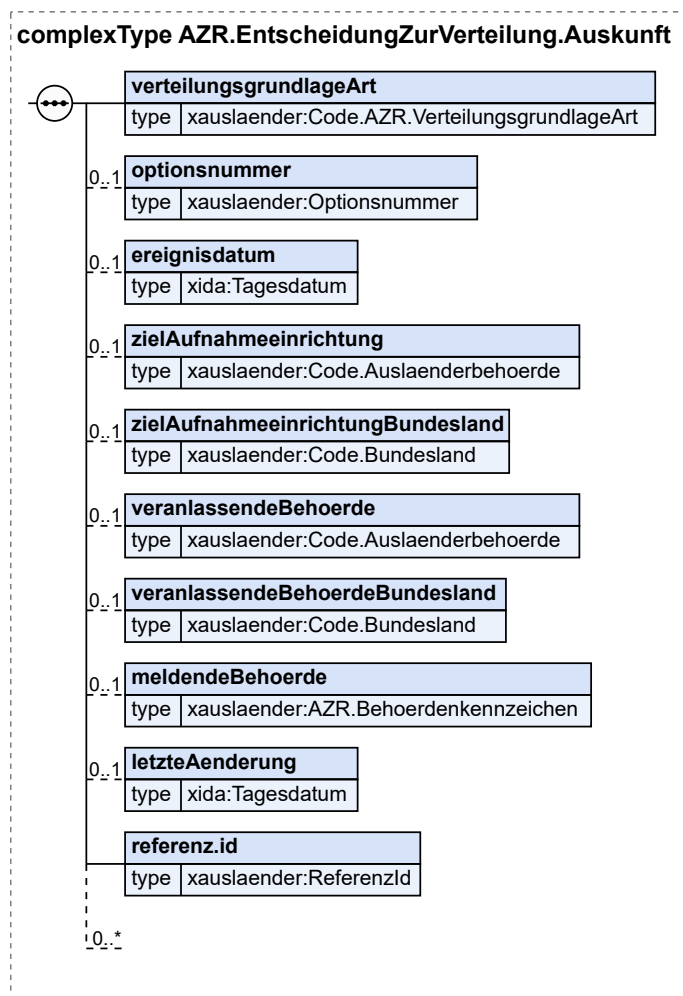 complexType AZR.EntscheidungZurVerteilung.Auskunft
verteilungsgrundlageArt
type xauslaender:Code.AZR.VerteilungsgrundlageArt
0..1 optionsnummer
type xauslaender:Optionsnummer
0..1 ereignisdatum
type xida:Tagesdatum
0..1 zielAufnahmeeinrichtung
type xauslaender:Code.Auslaenderbehoerde
0..1 zielAufnahmeeinrichtungBundesland
type xauslaender:Code.Bundesland
0..1 veranlassendeBehoerde
type xauslaender:Code.Auslaenderbehoerde
0..1 veranlassendeBehoerdeBundesland
type xauslaender:Code.Bundesland
0..1 meldendeBehoerde
type xauslaender:AZR.Behoerdenkennzeichen
0..1 letzteAenderung
type xida:Tagesdatum
referenz.id
type xauslaender:ReferenzId
0..*